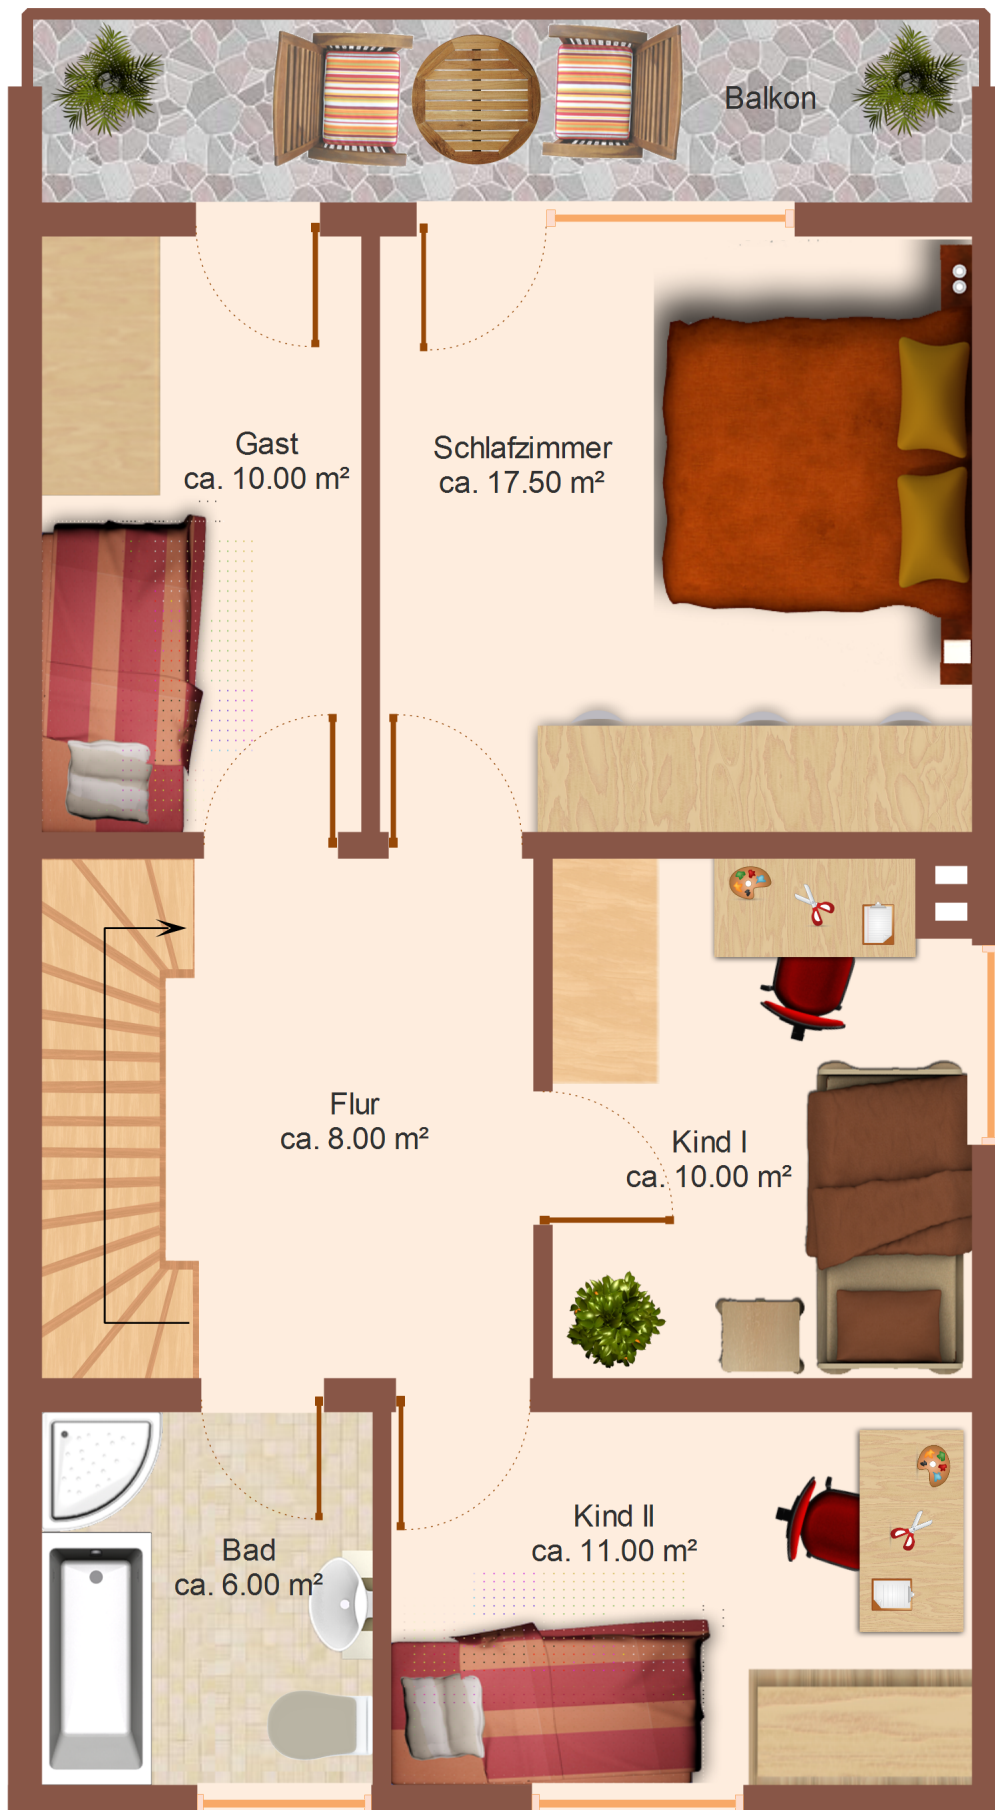 Balkon
Gast
ca. 10.00 m²
Schlafzimmer
ca. 17.50 m²
Flur
ca. 8.00 m²
Kind I
ca. 10.00 m²
Kind II
ca. 11.00 m²
Bad
ca. 6.00 m²